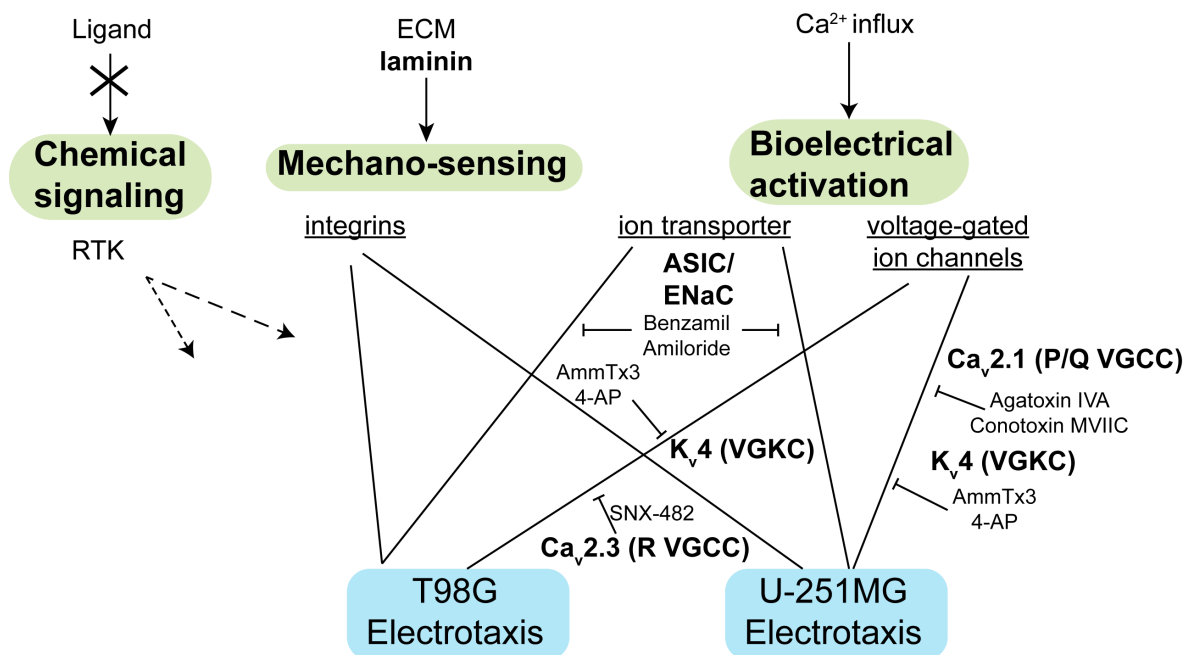 Ligand
ECM
laminin
Ca²⁺ influx
Chemical
signaling
Mechano-sensing
Bioelectrical
activation
RTK
integrins
ion transporter
voltage-gated
ion channels
ASIC/
ENaC
Benzamil
Amiloride
AmmTx3
4-AP
Kv4 (VGKC)
SNX-482
Cav2.3 (R VGCC)
Cav2.1 (P/Q VGCC)
Agatoxin IVA
Conotoxin MVIIC
Kv4 (VGKC)
AmmTx3
4-AP
T98G
Electrotaxis
U-251MG
Electrotaxis